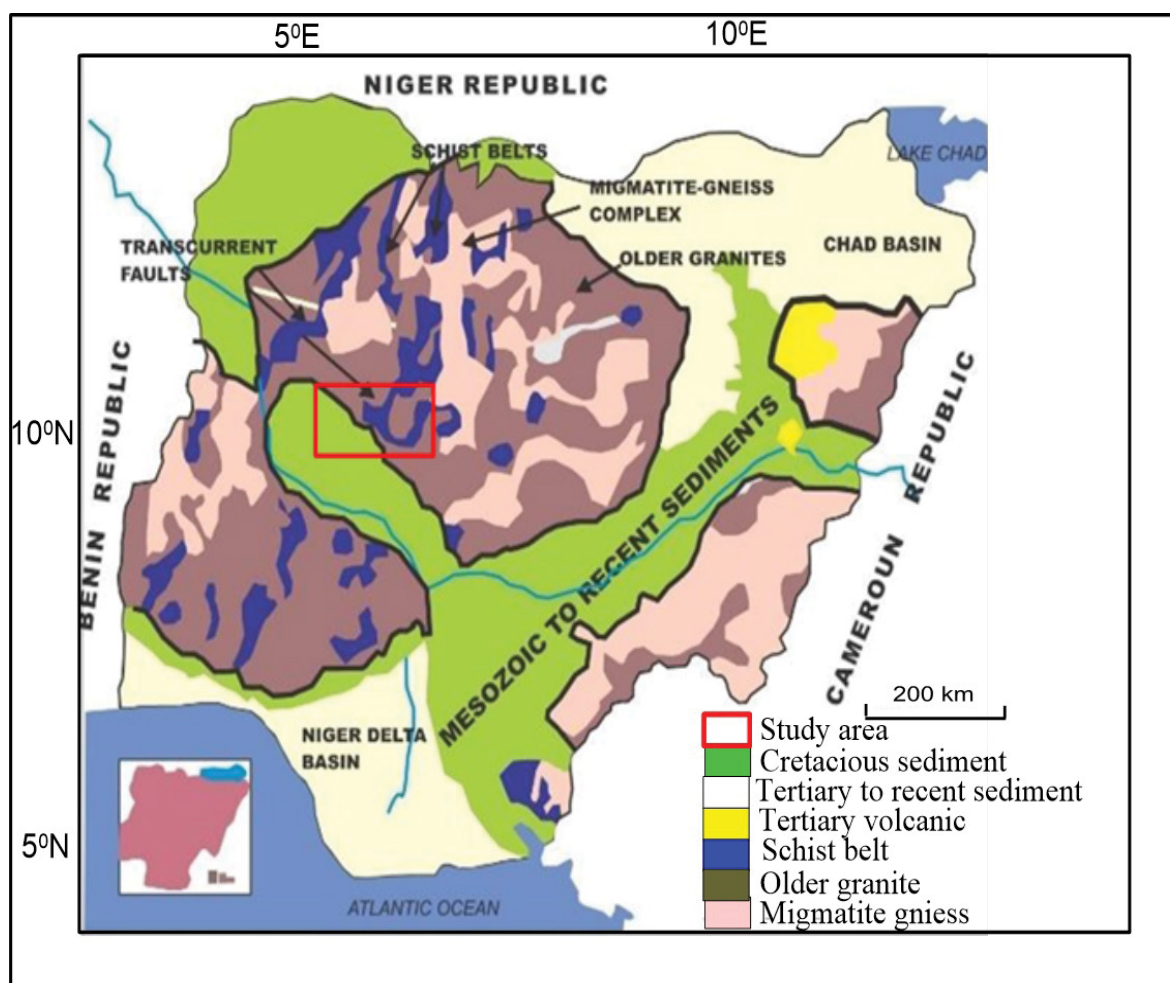 5⁰E
10⁰E
NIGER REPUBLIC
SCHIST BELTS
LAKE CHAD
MIGMATITE-GNEISS
COMPLEX
CHAD BASIN
TRANSCURRENT
FAULTS
OLDER GRANITES
10⁰N
BENIN REPUBLIC
CAMEROUN REPUBLIC
MESOZOIC TO RECENT SEDIMENTS
200 km
NIGER DELTA
BASIN
Study area
Cretacious sediment
Tertiary to recent sediment
Tertiary volcanic
Schist belt
Older granite
Migmatite gniess
5⁰N
ATLANTIC OCEAN